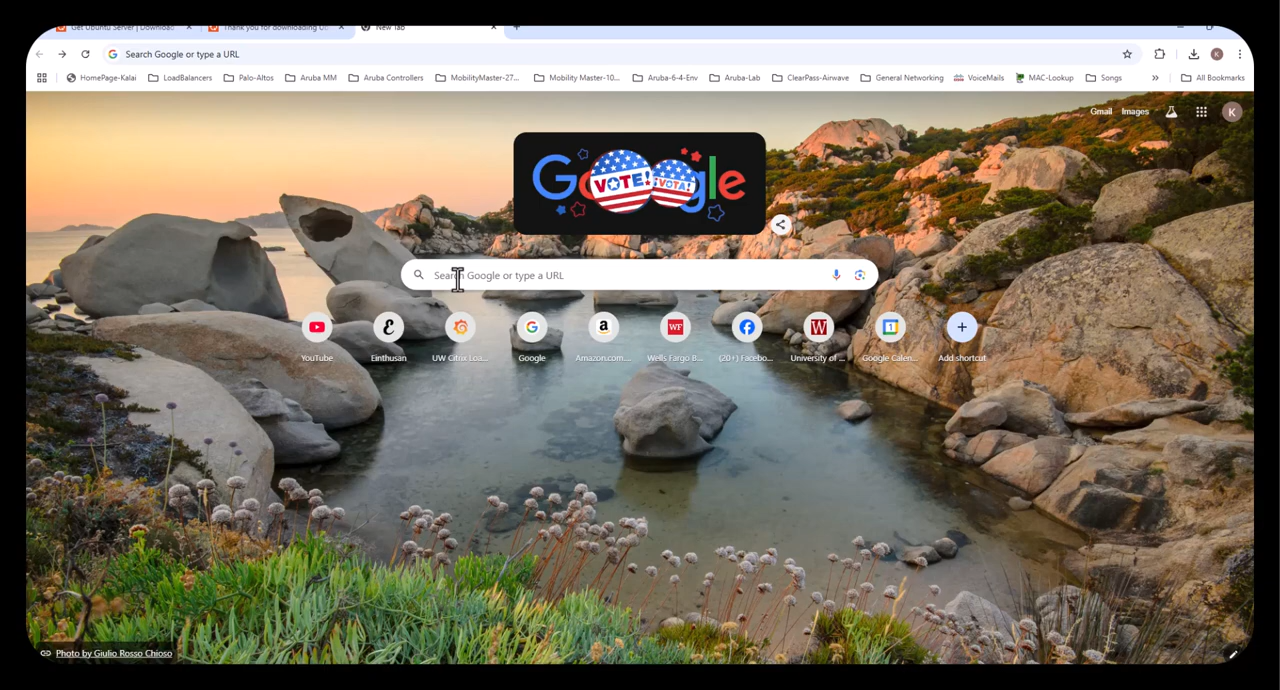 Get Ubuntu Server | Download
Thank you for downloading Ub
New Tab
Search Google or type a URL
K
HomePage-Kalai
LoadBalancers
Palo-Altos
Aruba MM
Aruba Controllers
MobilityMaster-27...
Mobility Master-10...
Aruba-6-4-Env
Aruba-Lab
ClearPass-Airwave
General Networking
VoiceMails
MAC-Lookup
Songs
All Bookmarks
Gmail
Images
K
Google
VOTE!
¡VOTA!
Search Google or type a URL
YouTube
Einthusan
UW Citrix Loa...
Google
Amazon.com...
Wells Fargo B...
(20+) Facebo...
University of ...
Google Calen...
Add shortcut
Photo by Giulio Rosso Chioso